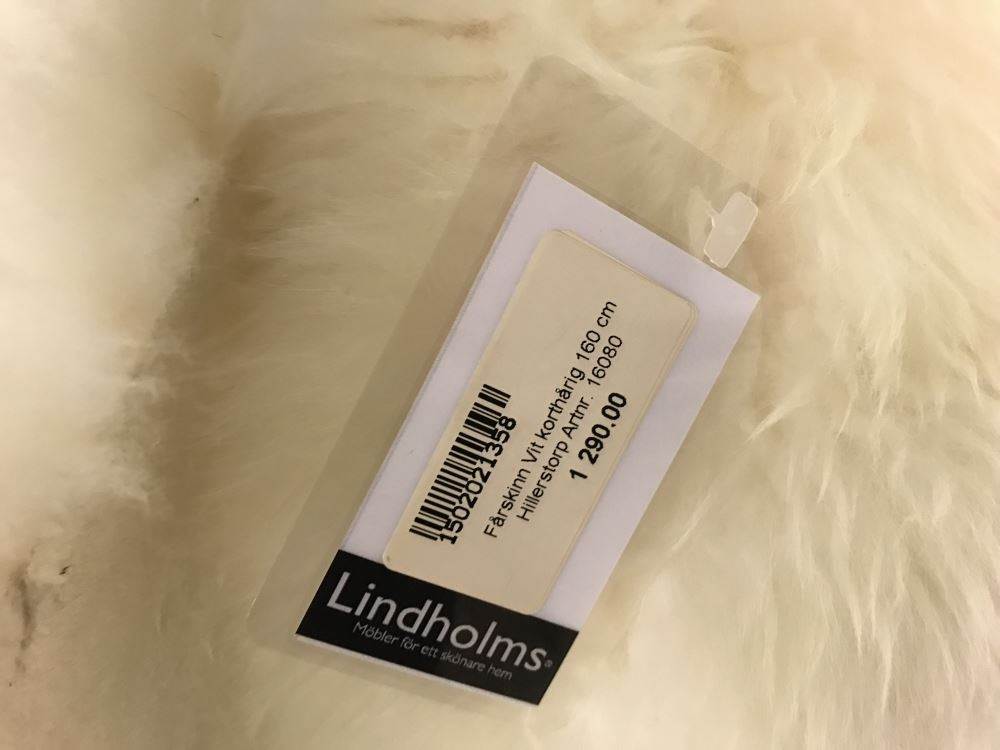 1502021358
Fårskinn Vit korthårig 160 cm
Hillerstorp Artnr. 16080
1 290.00
Lindholms®
Möbler för ett skönare hem